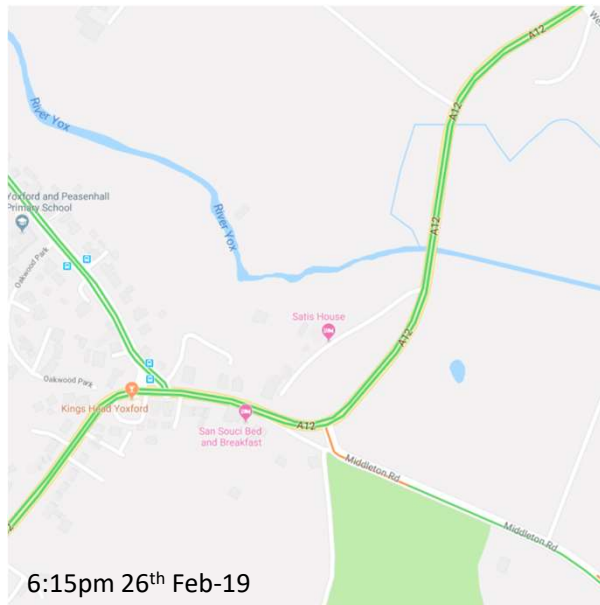 A12
A12
River Yox
Yoxford and Peasenhall
Primary School
River Yox
A12
Oakwood Park
Satis House
A12
Oakwood Park
Kings Head Yoxford
San Souci Bed
and Breakfast
A12
Middleton Rd
Middleton Rd
6:15pm 26th Feb-19